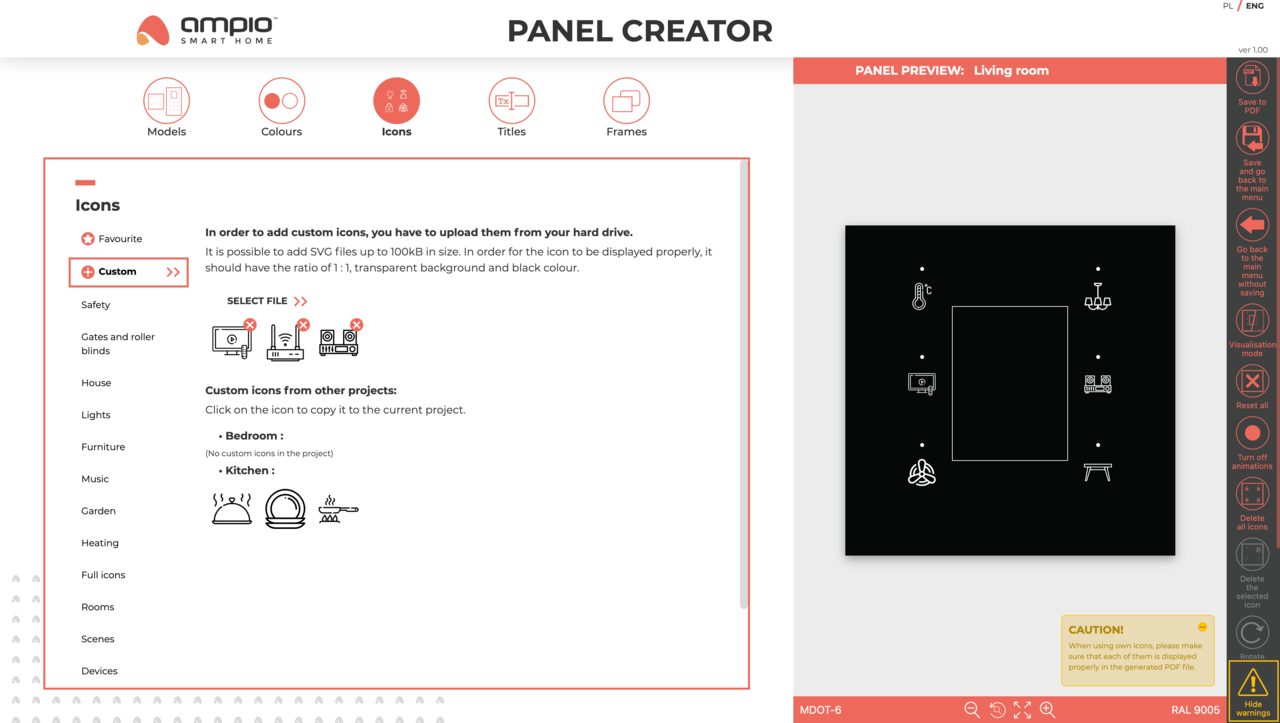 PL / ENG
ampio™
SMART HOME
PANEL CREATOR
ver 1.00
Models
Colours
Icons
Tx
Titles
Frames
Icons
Favourite
Custom
Safety
Gates and roller
blinds
House
Lights
Furniture
Music
Garden
Heating
Full icons
Rooms
Scenes
Devices
In order to add custom icons, you have to upload them from your hard drive.
It is possible to add SVG files up to 100kB in size. In order for the icon to be displayed properly, it
should have the ratio of 1 : 1, transparent background and black colour.
SELECT FILE
Custom icons from other projects:
Click on the icon to copy it to the current project.
• Bedroom :
(No custom icons in the project)
• Kitchen :
PANEL PREVIEW: Living room
°C
CAUTION!
When using own icons, please make
sure that each of them is displayed
properly in the generated PDF file.
MDOT-6
RAL 9005
Save to
PDF
Save
and go
back to
the main
menu
Go back
to the
main
menu
without
saving
Visualisation
mode
Reset all
Turn off
animations
Delete
all icons
Delete
the
selected
icon
Rotate
Hide
warnings